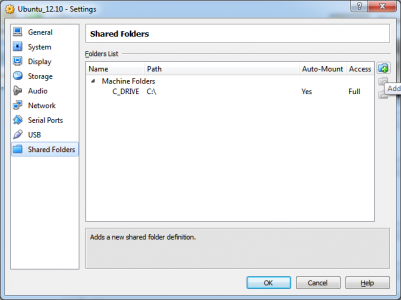 Ubuntu_12.10 - Settings
General
System
Display
Storage
Audio
Network
Serial Ports
USB
Shared Folders
Shared Folders
Folders List
Name Path Auto-Mount Access
Machine Folders
C_DRIVE C:\ Yes Full
Add
Adds a new shared folder definition.
OK Cancel Help